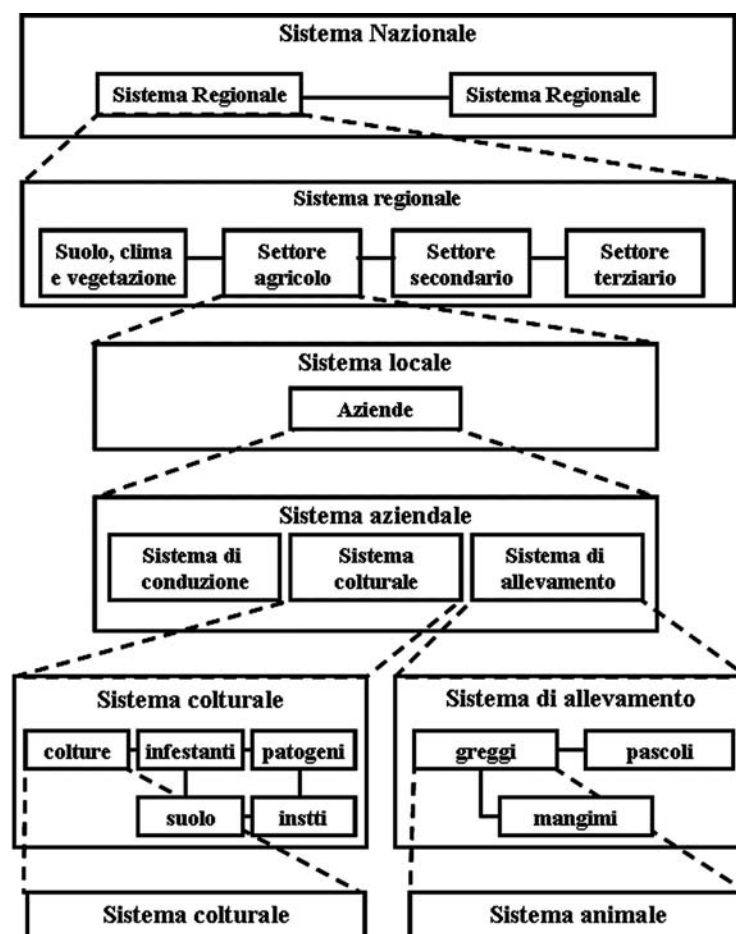 Sistema Nazionale
Sistema Regionale
Sistema Regionale
Sistema regionale
Suolo, clima
e vegetazione
Settore
agricolo
Settore
secondario
Settore
terziario
Sistema locale
Aziende
Sistema aziendale
Sistema di
conduzione
Sistema
colturale
Sistema di
allevamento
Sistema colturale
colture
infestanti
patogeni
suolo
instti
Sistema di allevamento
greggi
pascoli
mangimi
Sistema colturale
Sistema animale